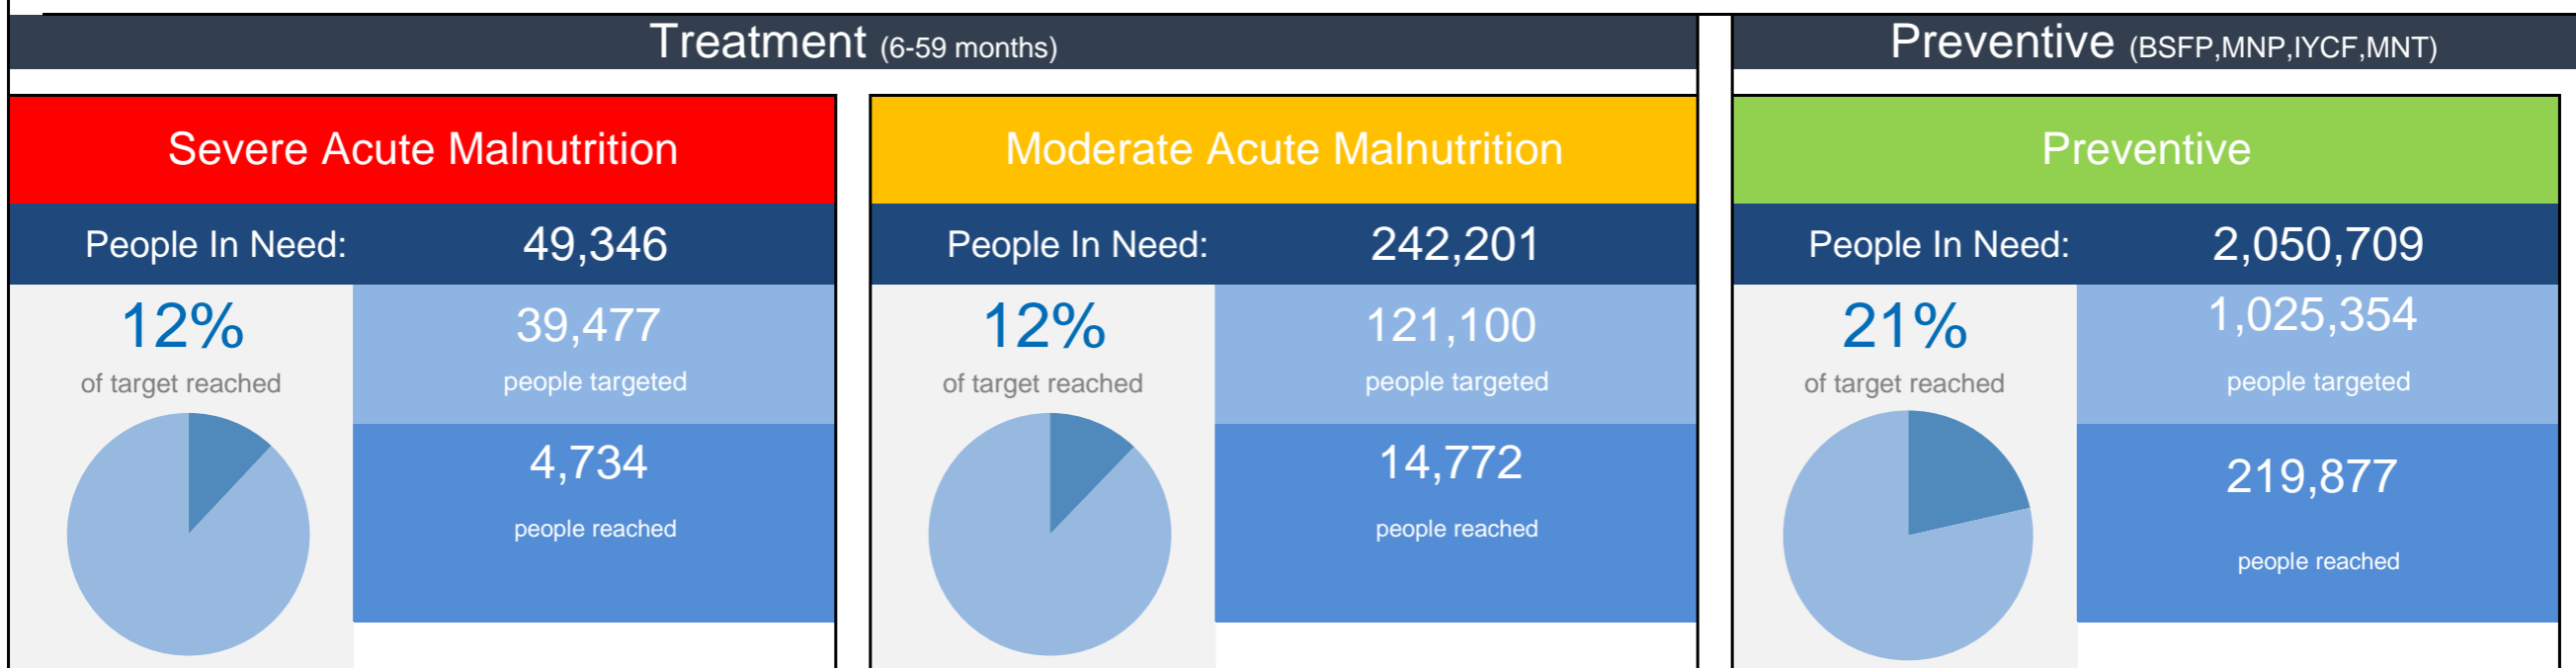 Treatment (6-59 months)
Preventive (BSFP,MNP,IYCF,MNT)
Severe Acute Malnutrition
People In Need: 49,346
12%
of target reached
39,477
people targeted
4,734
people reached
Moderate Acute Malnutrition
People In Need: 242,201
12%
of target reached
121,100
people targeted
14,772
people reached
Preventive
People In Need: 2,050,709
21%
of target reached
1,025,354
people targeted
219,877
people reached